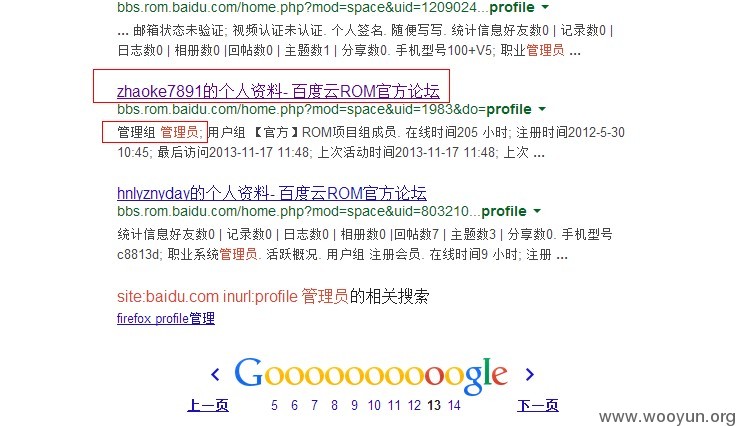 bbs.rom.baidu.com/home.php?mod=space&uid=1209024...profile
... 邮箱状态未验证; 视频认证未认证. 个人签名. 随便写写. 统计信息好友数0 | 记录数0 |
日志数0 | 相册数0 |回帖数0 | 主题数1 | 分享数0. 手机型号100+V5; 职业管理员 ...
zhaoke7891的个人资料- 百度云ROM官方论坛
bbs.rom.baidu.com/home.php?mod=space&uid=1983&do=profile
管理组 管理员; 用户组 【官方】ROM项目组成员. 在线时间205 小时; 注册时间2012-5-30
10:45; 最后访问2013-11-17 11:48; 上次活动时间2013-11-17 11:48; 上次 ...
hnlyznyday的个人资料- 百度云ROM官方论坛
bbs.rom.baidu.com/home.php?mod=space&uid=803210...profile
统计信息好友数0 | 记录数0 | 日志数0 | 相册数0 |回帖数7 | 主题数3 | 分享数0. 手机型号
c8813d; 职业系统管理员. 活跃概况. 用户组 注册会员. 在线时间9 小时; 注册 ...
site:baidu.com inurl:profile 管理员的相关搜索
firefox profile管理
Goooooooooogle
上一页 5 6 7 8 9 10 11 12 13 14 下一页
www.wooyun.org